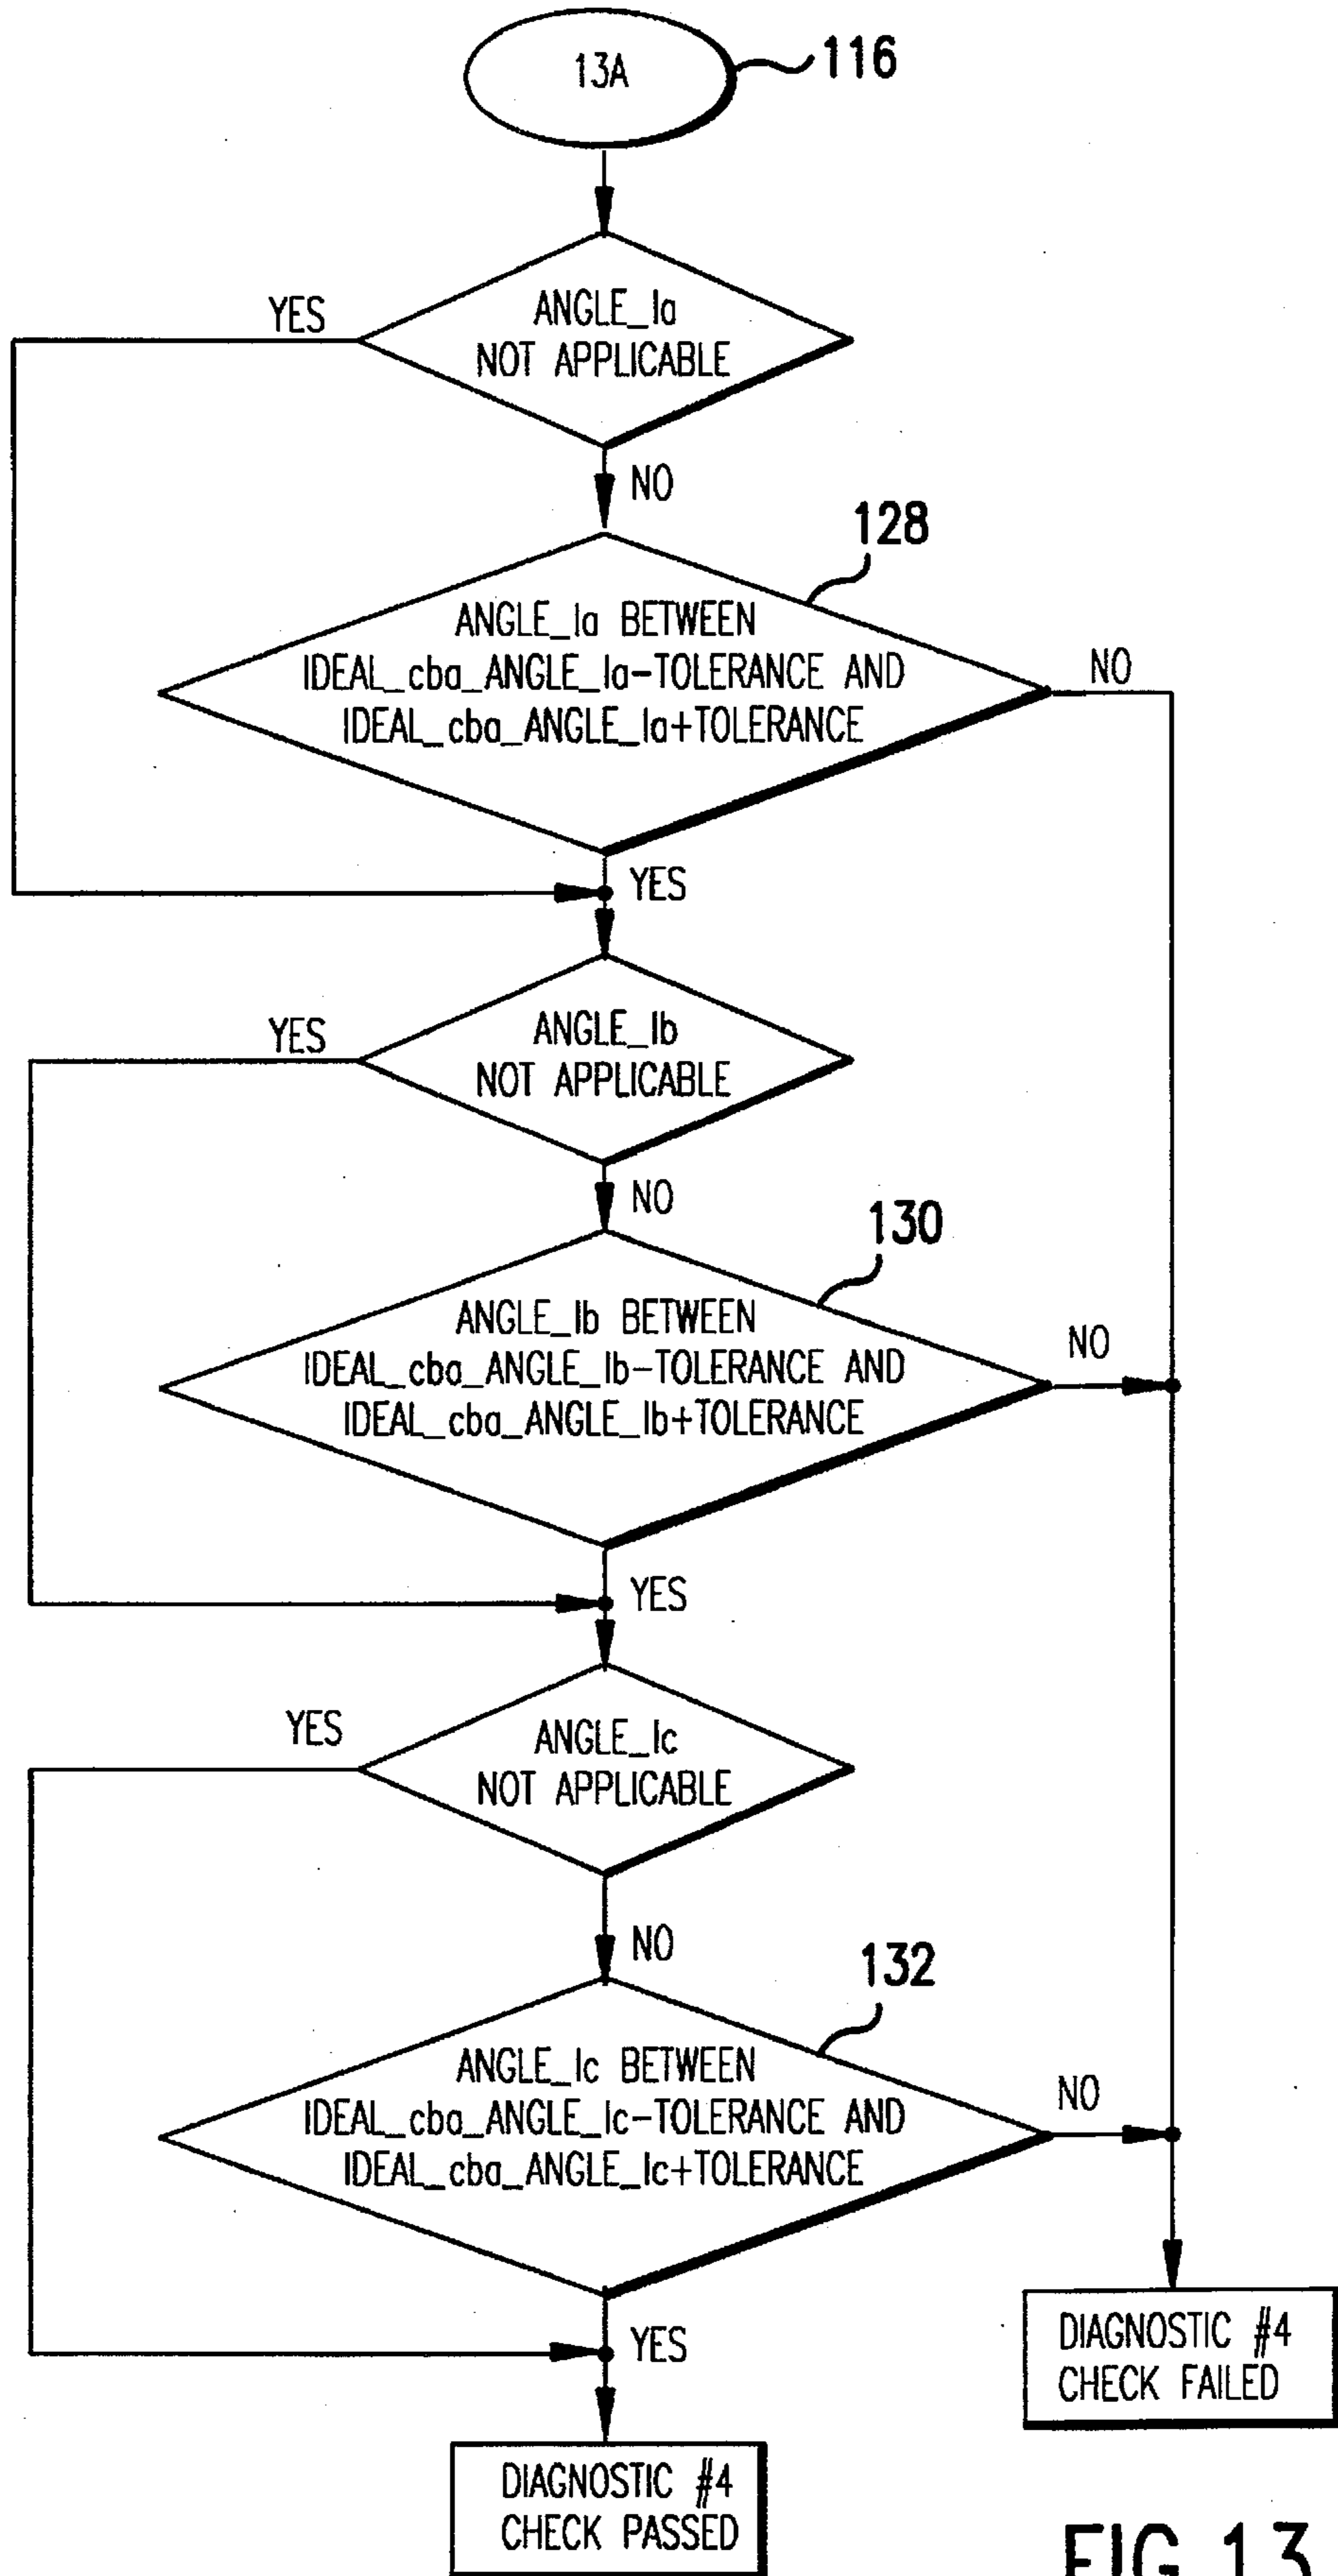 13A
116
ANGLE_Ia
NOT APPLICABLE
YES
NO
128
ANGLE_Ia BETWEEN
IDEAL_cba_ANGLE_Ia-TOLERANCE AND
IDEAL_cba_ANGLE_Ia+TOLERANCE
NO
YES
ANGLE_Ib
NOT APPLICABLE
YES
NO
130
ANGLE_Ib BETWEEN
IDEAL_cba_ANGLE_Ib-TOLERANCE AND
IDEAL_cba_ANGLE_Ib+TOLERANCE
NO
YES
ANGLE_Ic
NOT APPLICABLE
YES
NO
132
ANGLE_Ic BETWEEN
IDEAL_cba_ANGLE_Ic-TOLERANCE AND
IDEAL_cba_ANGLE_Ic+TOLERANCE
NO
YES
DIAGNOSTIC #4
CHECK FAILED
DIAGNOSTIC #4
CHECK PASSED
FIG.13